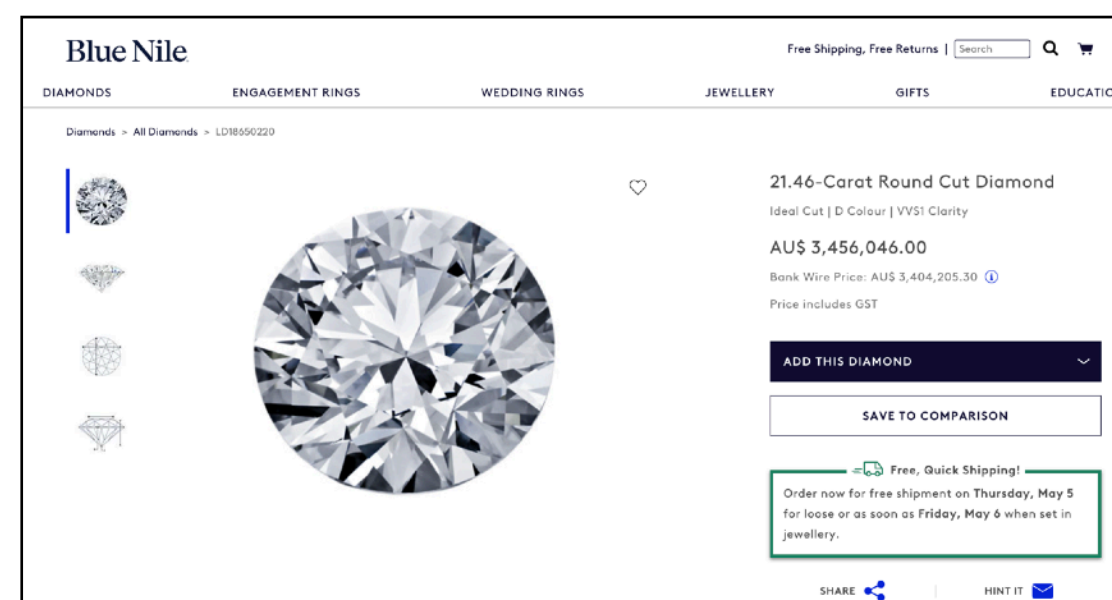 Blue Nile
Free Shipping, Free Returns | Search
DIAMONDS ENGAGEMENT RINGS WEDDING RINGS JEWELLERY GIFTS EDUCATIO
Diamonds > All Diamonds > LD18650220
21.46-Carat Round Cut Diamond
Ideal Cut | D Colour | VVS1 Clarity
AU$ 3,456,046.00
Bank Wire Price: AU$ 3,404,205.30
Price includes GST
ADD THIS DIAMOND
SAVE TO COMPARISON
Free, Quick Shipping!
Order now for free shipment on Thursday, May 5
for loose or as soon as Friday, May 6 when set in
jewellery.
SHARE | HINT IT